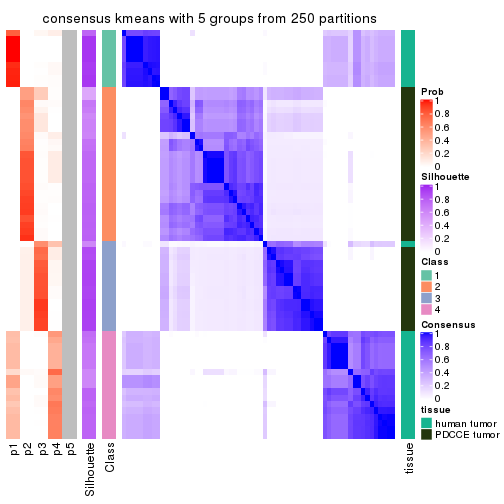 consensus kmeans with 5 groups from 250 partitions
Prob
1
0.8
0.6
0.4
0.2
0
Silhouette
1
0.8
0.6
0.4
0.2
0
Class
1
2
3
4
Consensus
1
0.8
0.6
0.4
0.2
0
tissue
human tumor
PDCCE tumor
p1
p2
p3
p4
p5
Silhouette
Class
tissue